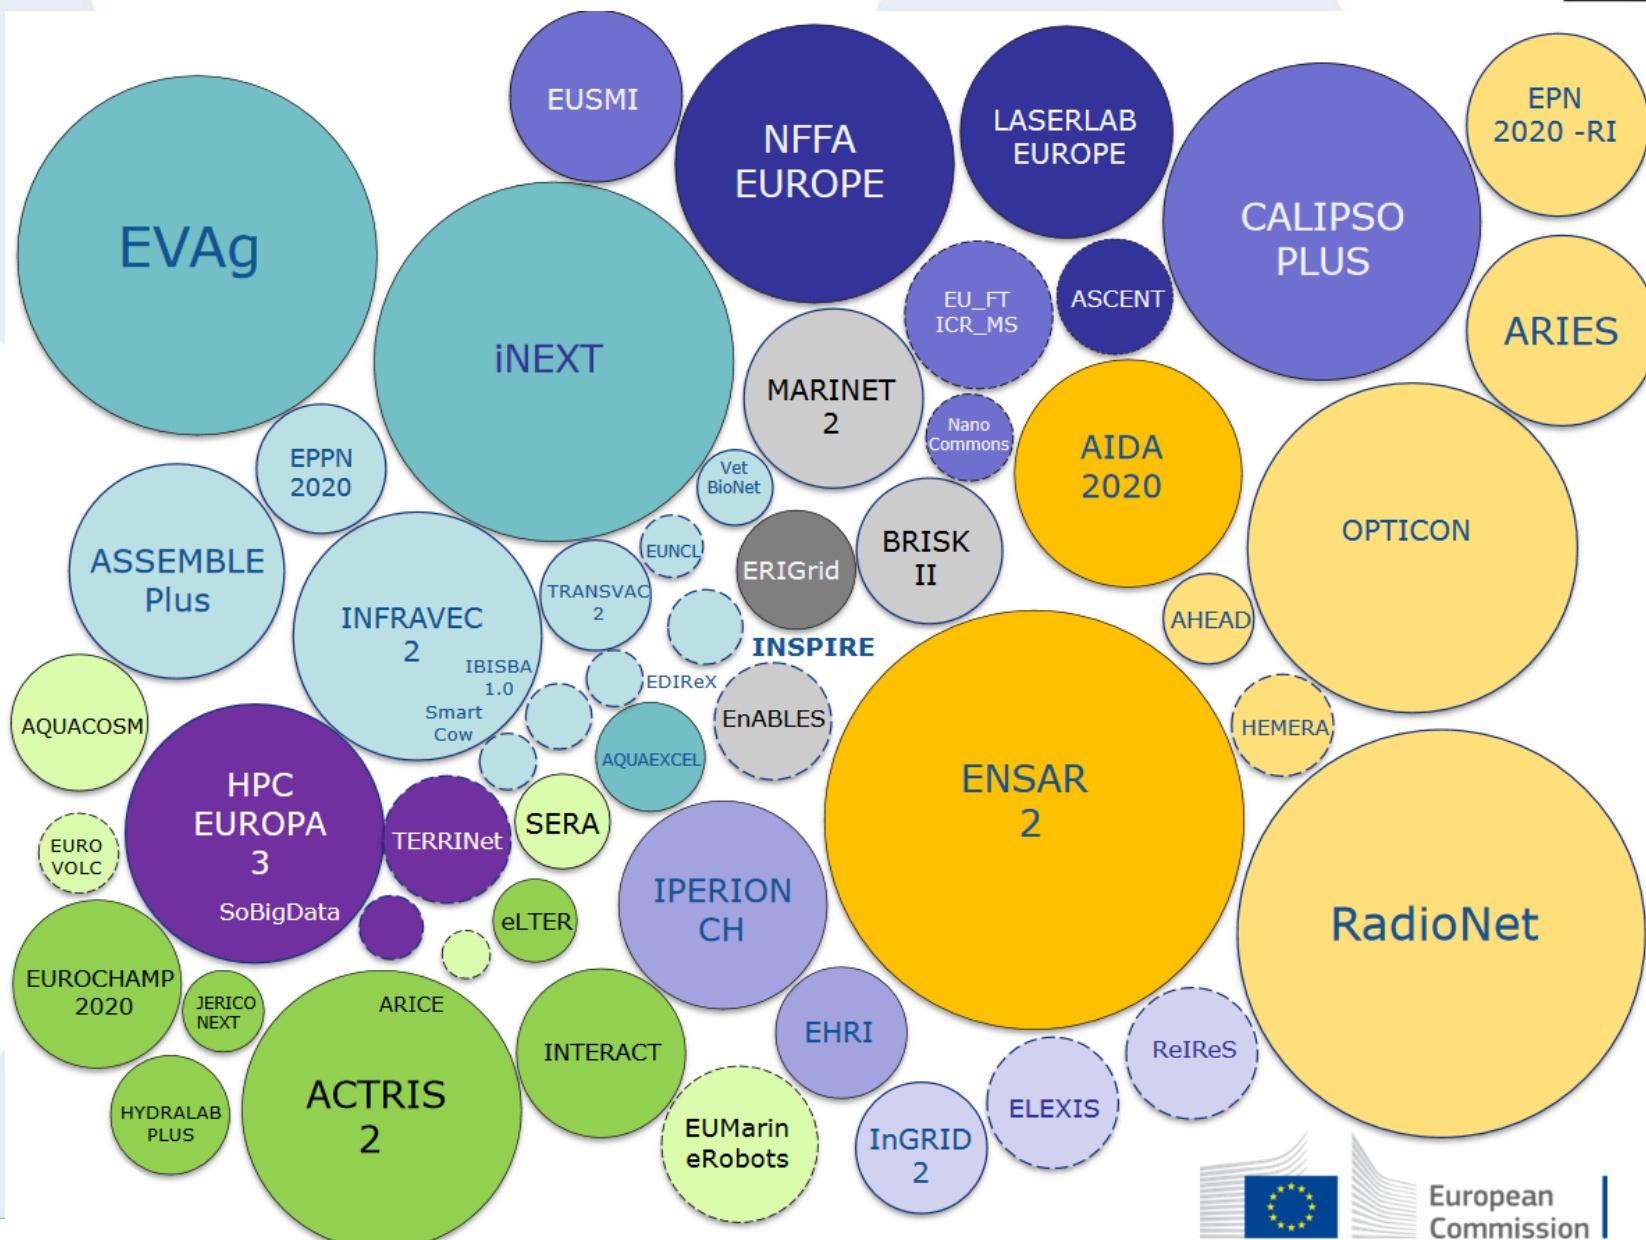 EUSMI
NFFA
EUROPE
LASERLAB
EUROPE
EPN
2020 -RI
EVAg
CALIPSO
PLUS
EU_FT
ICR_MS
ASCENT
ARIES
iNEXT
MARINET
2
Nano
Commons
AIDA
2020
EPPN
2020
Vet
BioNet
OPTICON
ASSEMBLE
Plus
EUNCL
ERIGrid
BRISK
II
INFRAVEC
2
TRANSVAC
2
AHEAD
INSPIRE
IBISBA
1.0
EDIReX
Smart
Cow
AQUACOSM
EnABLES
HEMERA
AQUAEXCEL
HPC
EUROPA
3
ENSAR
2
TERRINet
SERA
EURO
VOLC
SoBigData
IPERION
CH
eLTER
RadioNet
EUROCHAMP
2020
JERICO
NEXT
ARICE
INTERACT
EHRI
ReIReS
ACTRIS
2
HYDRALAB
PLUS
EUMarin
eRobots
InGRID
2
ELEXIS
European
Commission